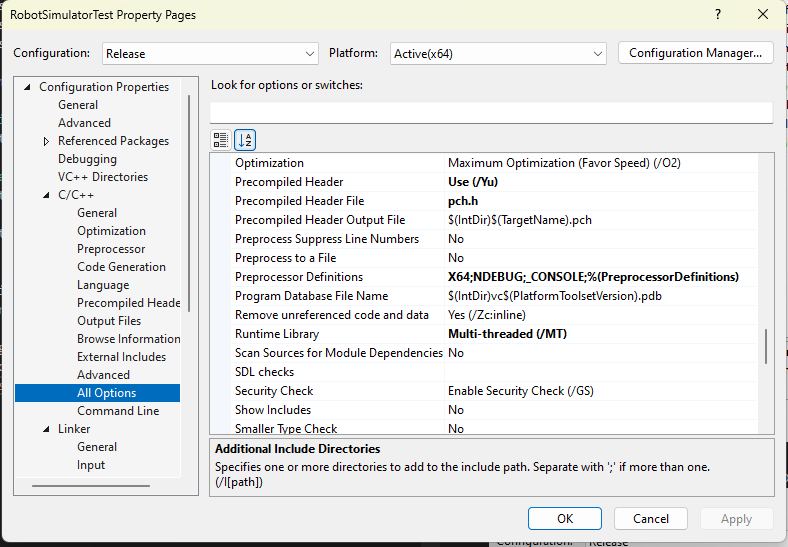 RobotSimulatorTest Property Pages
Configuration: Release Platform: Active(x64) Configuration Manager...
Configuration Properties
General
Advanced
Referenced Packages
Debugging
VC++ Directories
C/C++
General
Optimization
Preprocessor
Code Generation
Language
Precompiled Heade
Output Files
Browse Information
External Includes
Advanced
All Options
Command Line
Linker
General
Input
Look for options or switches:
Optimization Maximum Optimization (Favor Speed) (/O2)
Precompiled Header Use (/Yu)
Precompiled Header File pch.h
Precompiled Header Output File $(IntDir)$(TargetName).pch
Preprocess Suppress Line Numbers No
Preprocess to a File No
Preprocessor Definitions X64;NDEBUG;_CONSOLE;%(PreprocessorDefinitions)
Program Database File Name $(IntDir)vc$(PlatformToolsetVersion).pdb
Remove unreferenced code and data Yes (/Zc:inline)
Runtime Library Multi-threaded (/MT)
Scan Sources for Module Dependencies No
SDL checks
Security Check Enable Security Check (/GS)
Show Includes No
Smaller Type Check No
Additional Include Directories
Specifies one or more directories to add to the include path. Separate with ';' if more than one.
(/I[path])
OK Cancel Apply
Configuration: Release